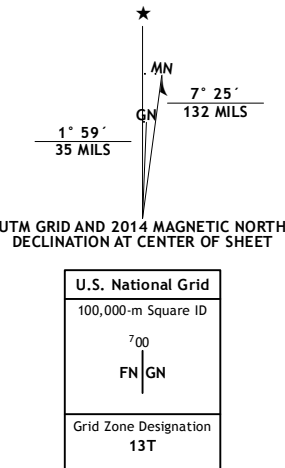 ★
MN
7° 25´
132 MILS
GN
1° 59´
35 MILS
UTM GRID AND 2014 MAGNETIC NORTH
DECLINATION AT CENTER OF SHEET
U.S. National Grid
100,000-m Square ID
⁷00
FN GN
Grid Zone Designation
13T